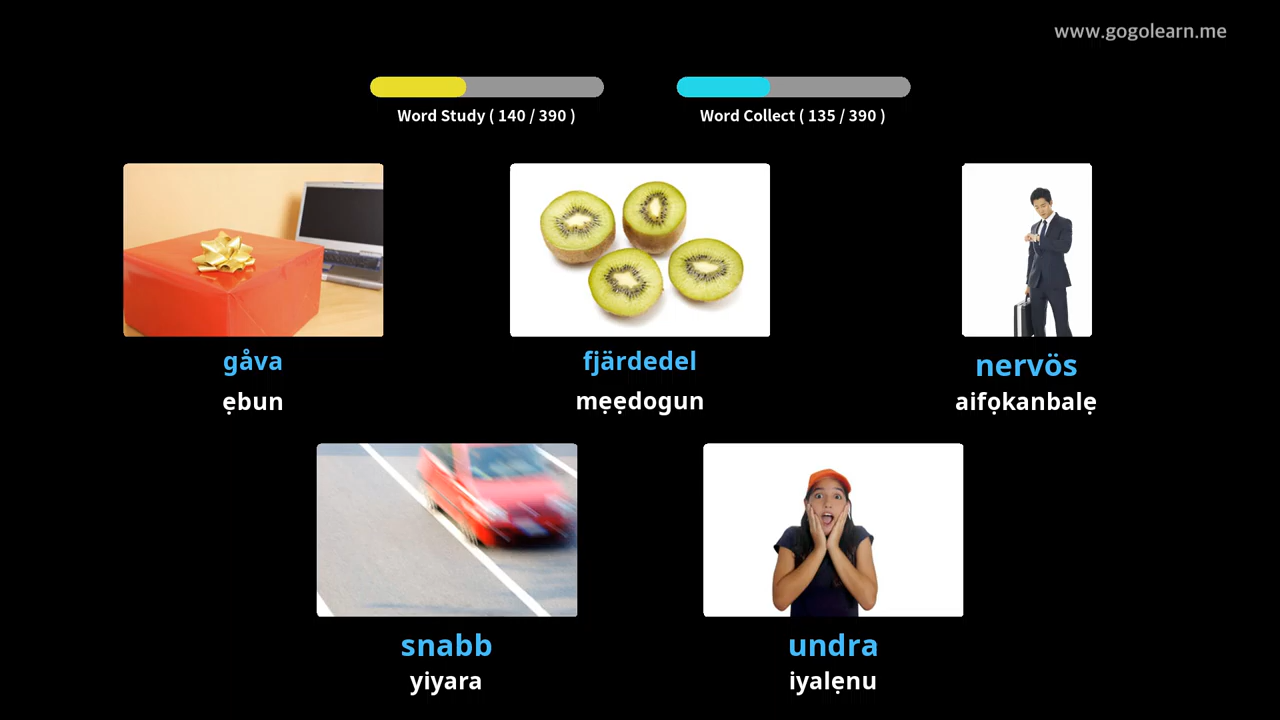 www.gogolearn.me
Word Study ( 140 / 390 )
Word Collect ( 135 / 390 )
gåva
ẹbun
fjärdedel
mẹẹdogun
nervös
aifọkanbalẹ
snabb
yiyara
undra
iyalẹnu